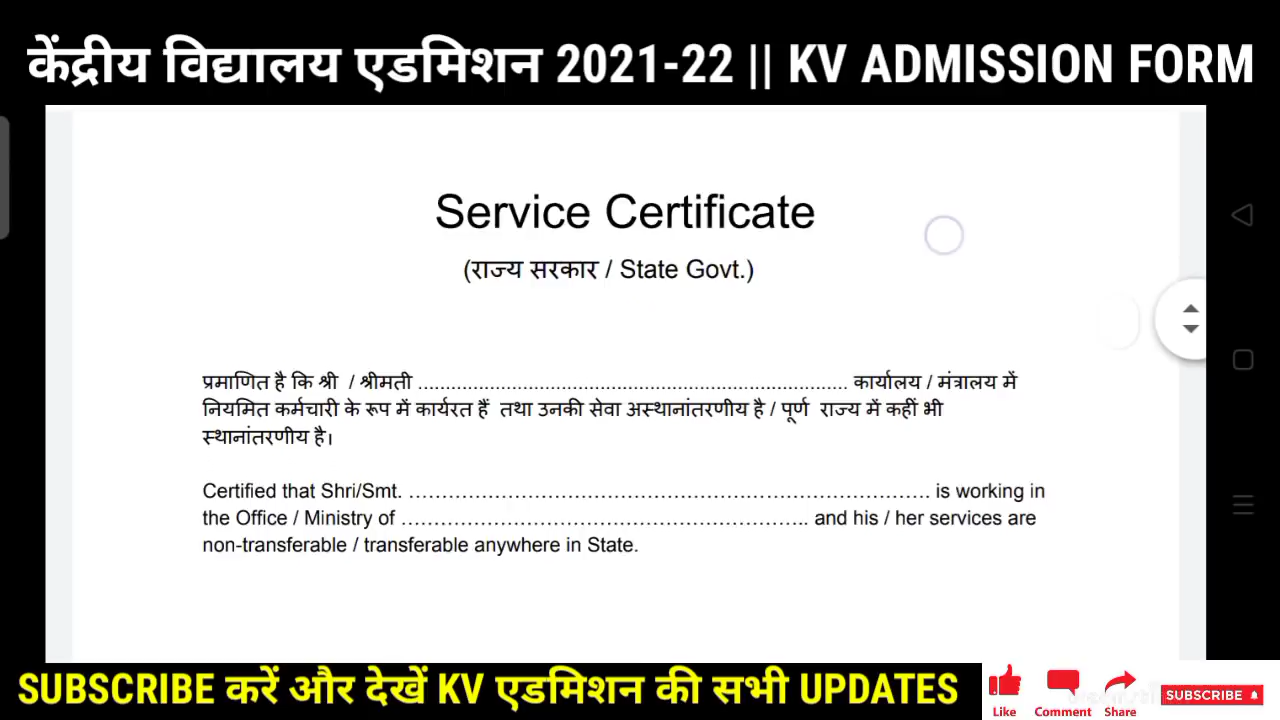 केंद्रीय विद्यालय एडमिशन 2021-22 || KV ADMISSION FORM
Service Certificate
(राज्य सरकार / State Govt.)
प्रमाणित है कि श्री / श्रीमती ............................................................................. कार्यालय / मंत्रालय में
नियमित कर्मचारी के रूप में कार्यरत हैं तथा उनकी सेवा अस्थानांतरणीय है / पूर्ण राज्य में कहीं भी
स्थानांतरणीय है।
Certified that Shri/Smt. …………………………………………………………………… is working in
the Office / Ministry of …………………………………………………….. and his / her services are
non-transferable / transferable anywhere in State.
SUBSCRIBE करें और देखें KV एडमिशन की सभी UPDATES
Like Comment Share SUBSCRIBE